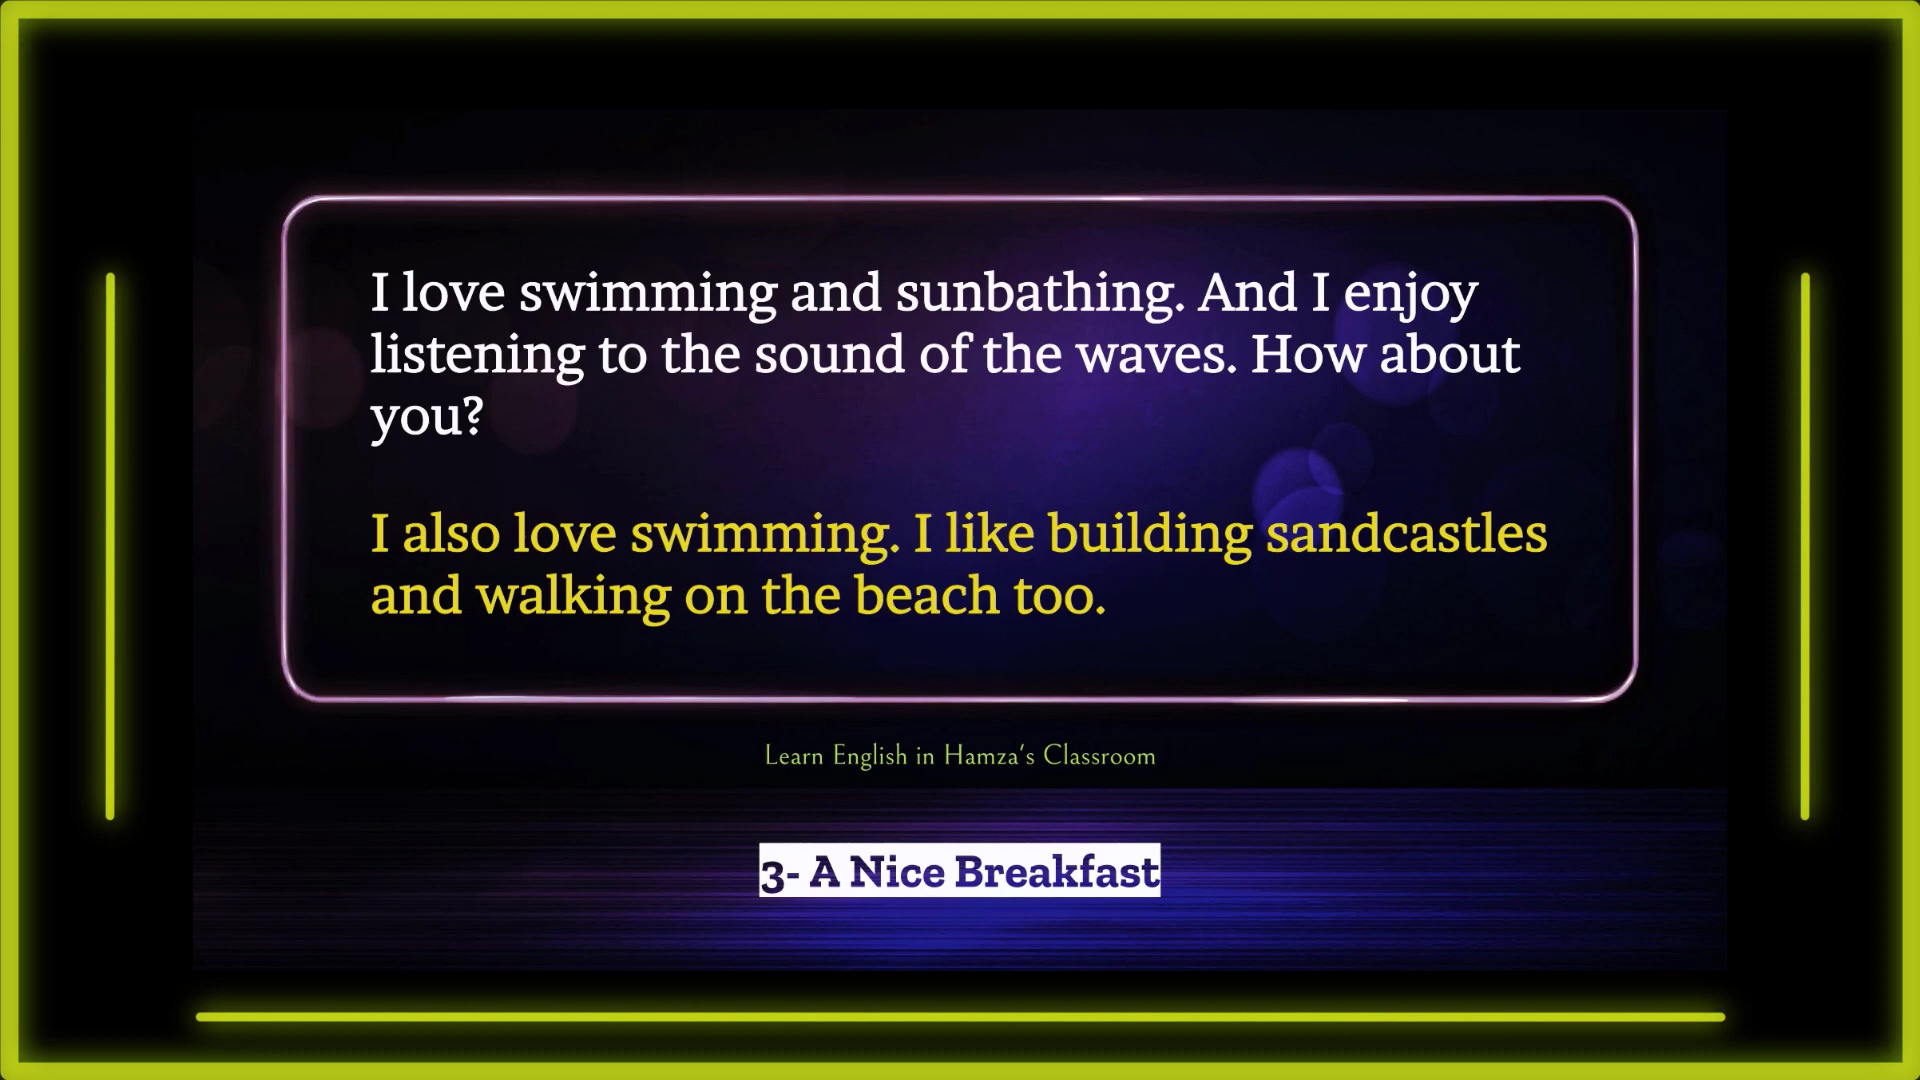 I love swimming and sunbathing. And I enjoy
listening to the sound of the waves. How about
you?
I also love swimming. I like building sandcastles
and walking on the beach too.
Learn English in Hamza's Classroom
3- A Nice Breakfast